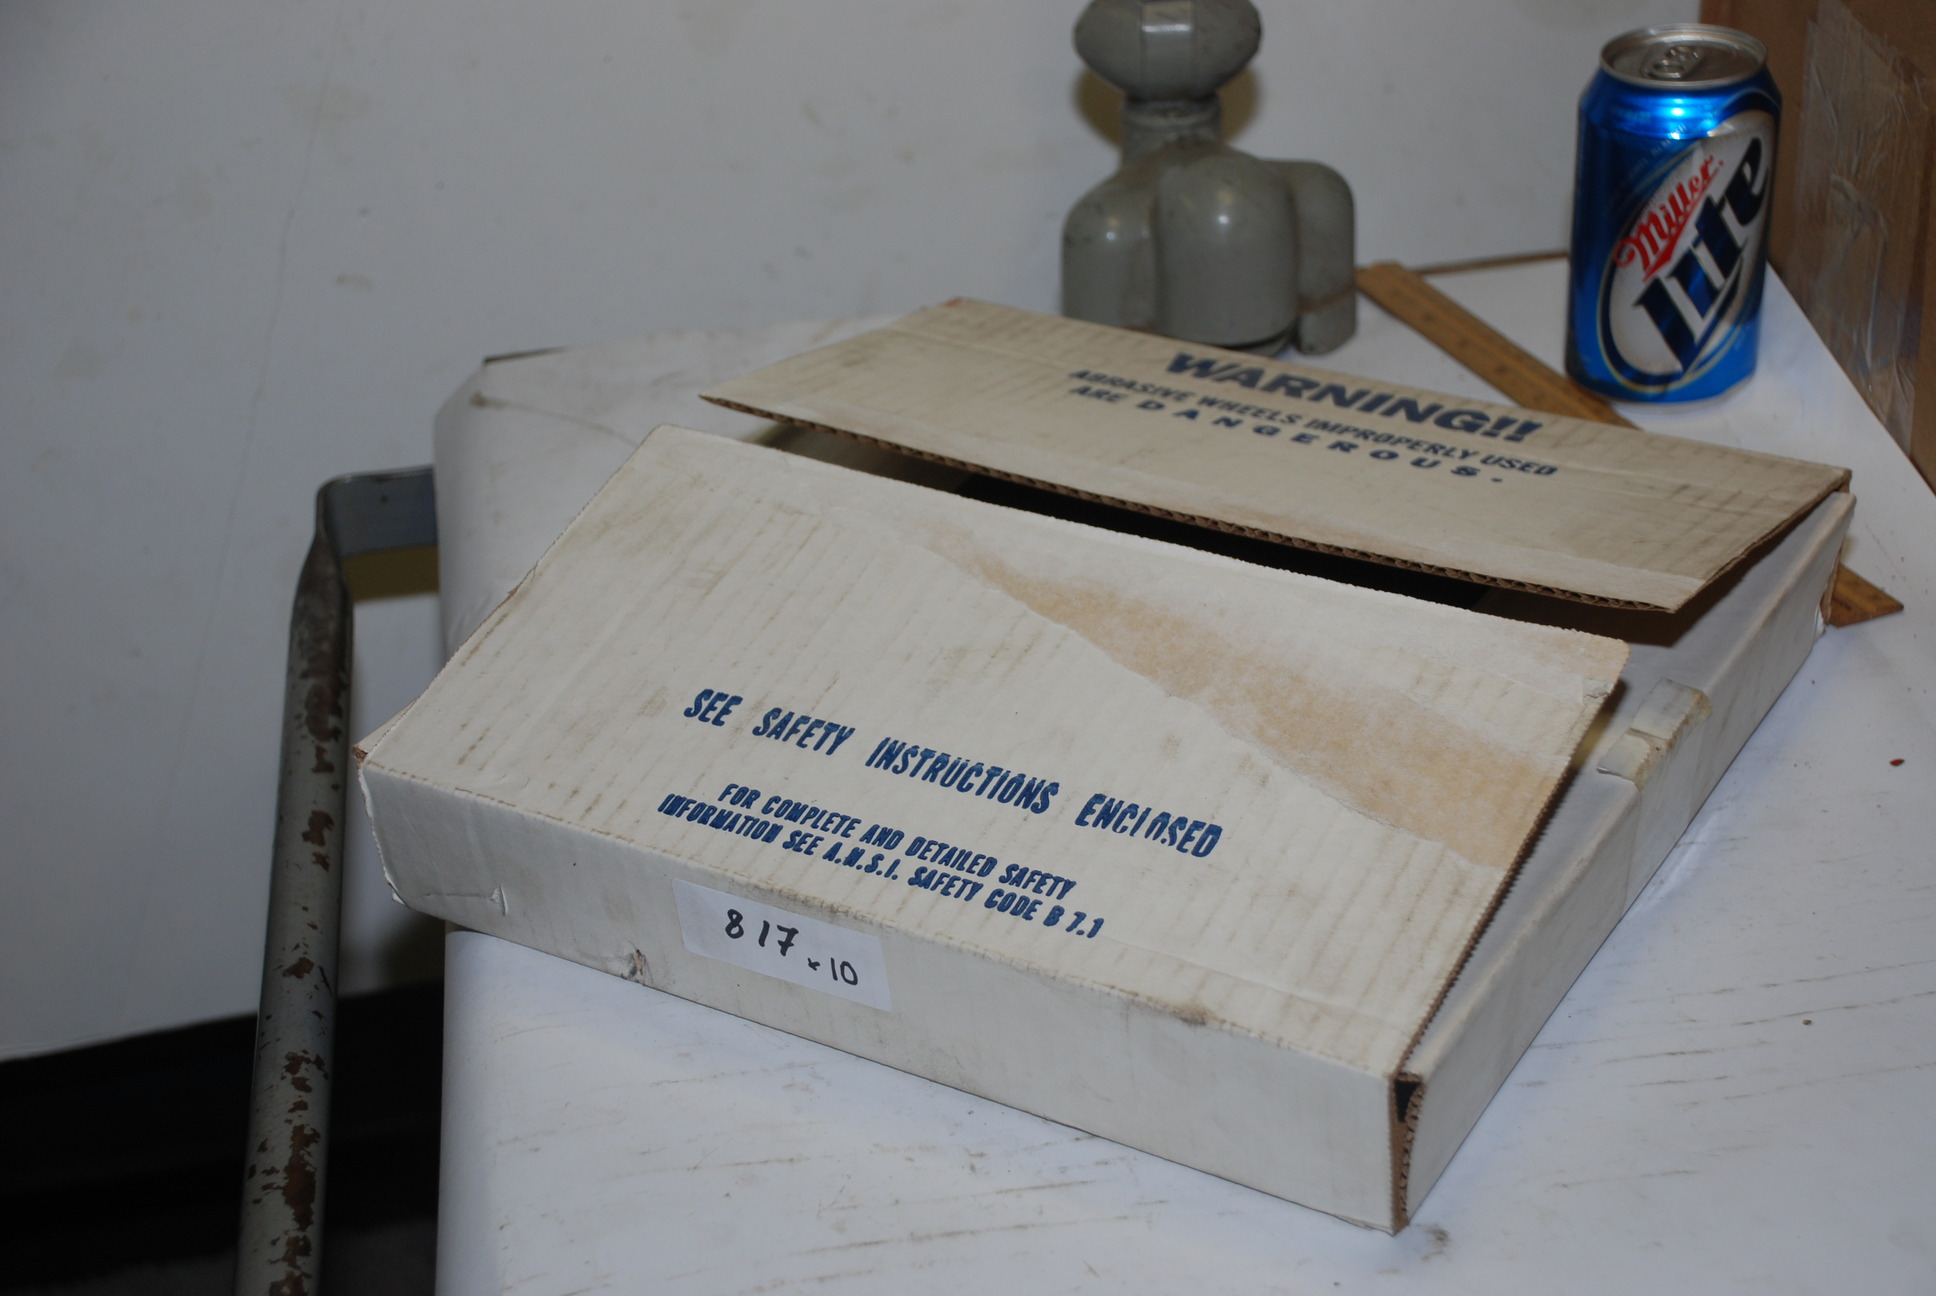 WARNING!!
ABRASIVE WHEELS IMPROPERLY USED
ARE DANGEROUS.
SEE SAFETY INSTRUCTIONS ENCLOSED
FOR COMPLETE AND DETAILED SAFETY
INFORMATION SEE A.N.S.I. SAFETY CODE B 7.1
817
x10
Miller
Lite